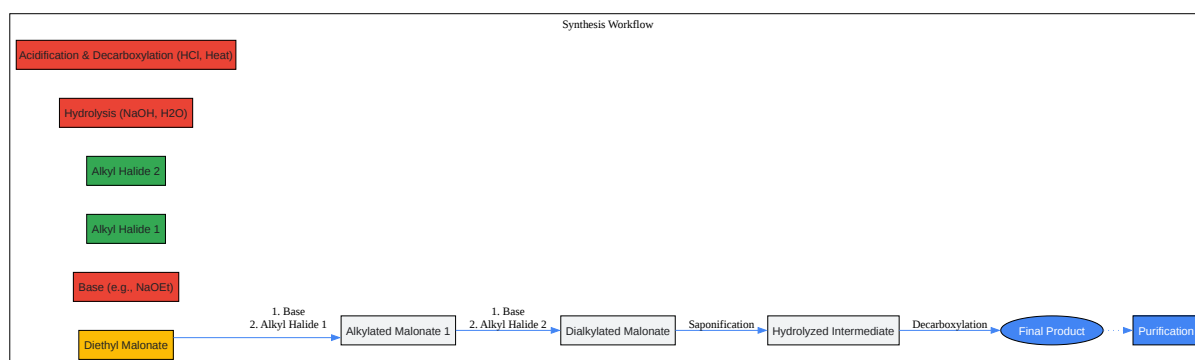 Synthesis Workflow
Acidification & Decarboxylation (HCl, Heat)
Hydrolysis (NaOH, H2O)
Alkyl Halide 2
Alkyl Halide 1
Base (e.g., NaOEt)
Diethyl Malonate
1. Base
2. Alkyl Halide 1
Alkylated Malonate 1
1. Base
2. Alkyl Halide 2
Dialkylated Malonate
Saponification
Hydrolyzed Intermediate
Decarboxylation
Final Product
Purification